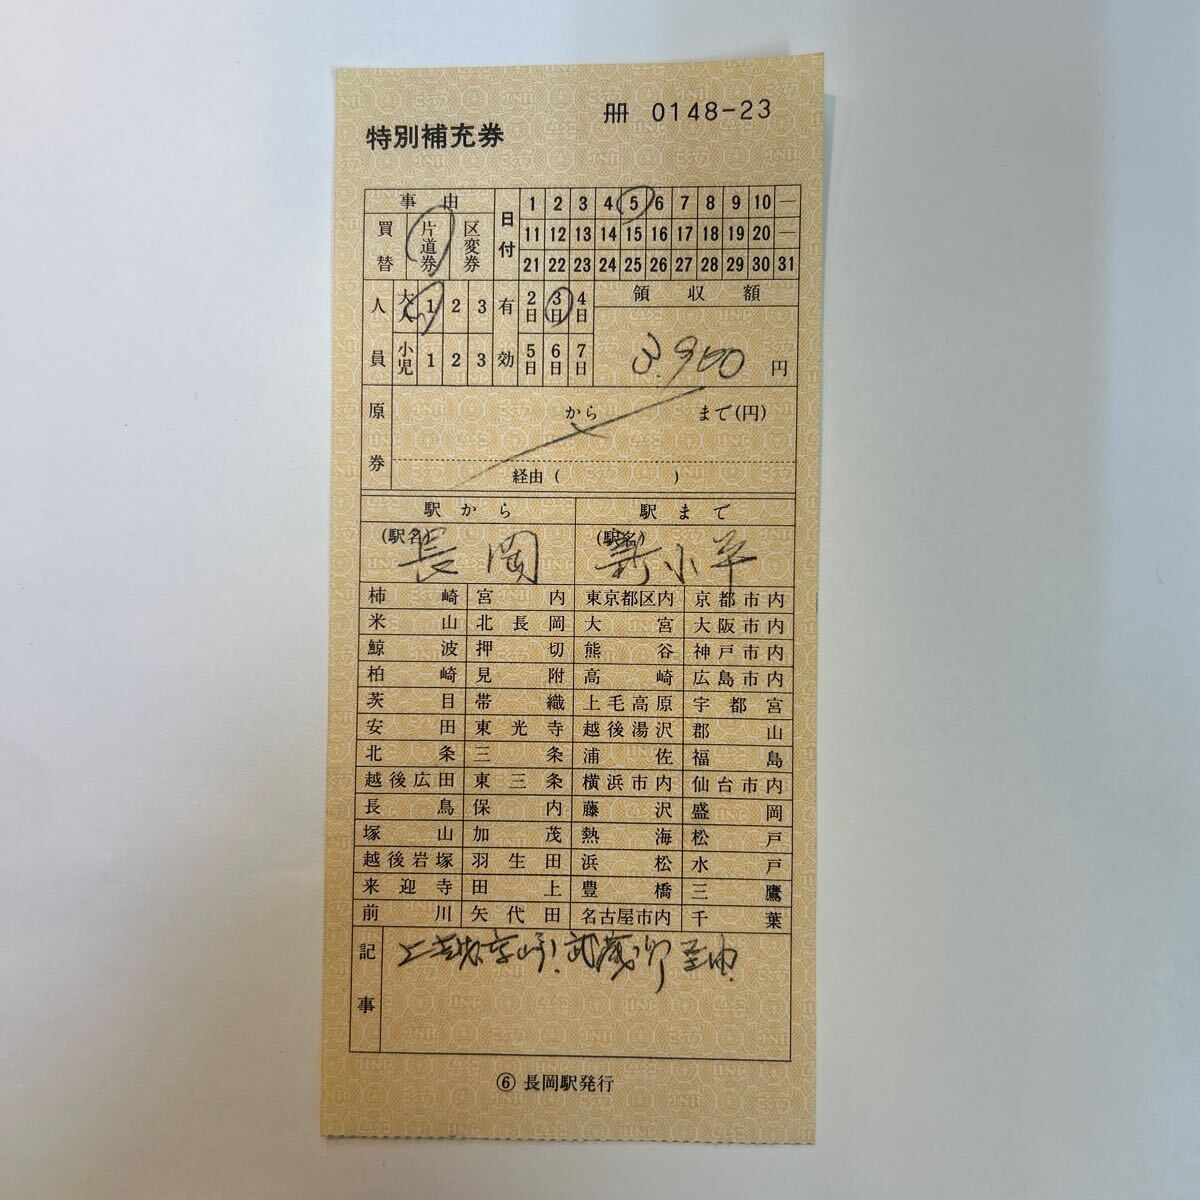 冊 0148-23
特別補充券
事由 日付 1 2 3 4 5 6 7 8 9 10
買替 片道券 区変券 11 12 13 14 15 16 17 18 19 20
21 22 23 24 25 26 27 28 29 30 31
人員 大人 1 2 3 有効 2日 3日 4日 領収額
小児 1 2 3 5日 6日 7日 3.900 円
原券 から まで(円)
経由 ( )
駅から 駅まで
(駅名) 長岡 (駅名) 新小平
柿崎 宮内 東京都区内 京都市内
米山 北長岡 大宮 大阪市内
鯨波 押切 熊谷 神戸市内
柏崎 見附 高崎 広島市内
茨目 帯織 上毛高原 宇都宮
安田 東光寺 越後湯沢 郡山
北条 三条 浦佐 福島
越後広田 東三条 横浜市内 仙台市内
長鳥 保内 藤沢 盛岡
塚山 加茂 熱海 松戸
越後岩塚 羽生田 浜松 水戸
来迎寺 田上 豊橋 三鷹
前川 矢代田 名古屋市内 千葉
記事
⑥ 長岡駅発行